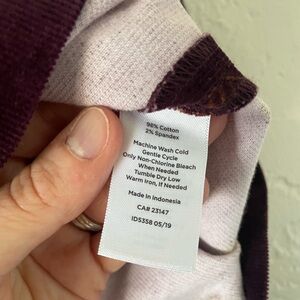 98% Cotton
2% Spandex
Machine Wash Cold
Gentle Cycle
Only Non-Chlorine Bleach
When Needed
Tumble Dry Low
Warm Iron, If Needed
Made in Indonesia
CA# 23147
ID5358 05/19